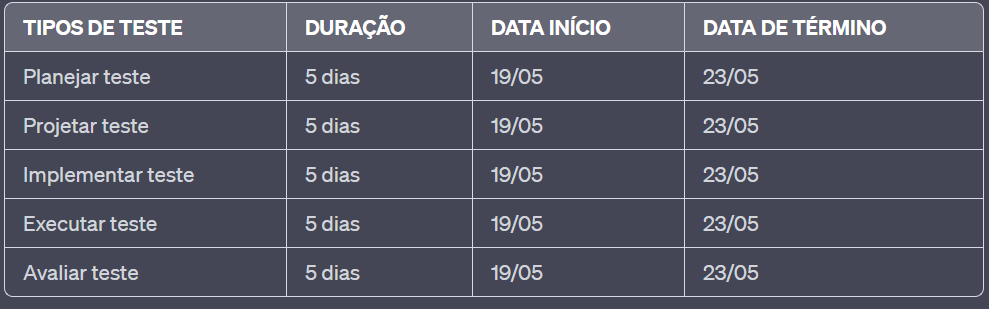 TIPOS DE TESTE DURAÇÃO DATA INÍCIO DATA DE TÉRMINO
Planejar teste 5 dias 19/05 23/05
Projetar teste 5 dias 19/05 23/05
Implementar teste 5 dias 19/05 23/05
Executar teste 5 dias 19/05 23/05
Avaliar teste 5 dias 19/05 23/05